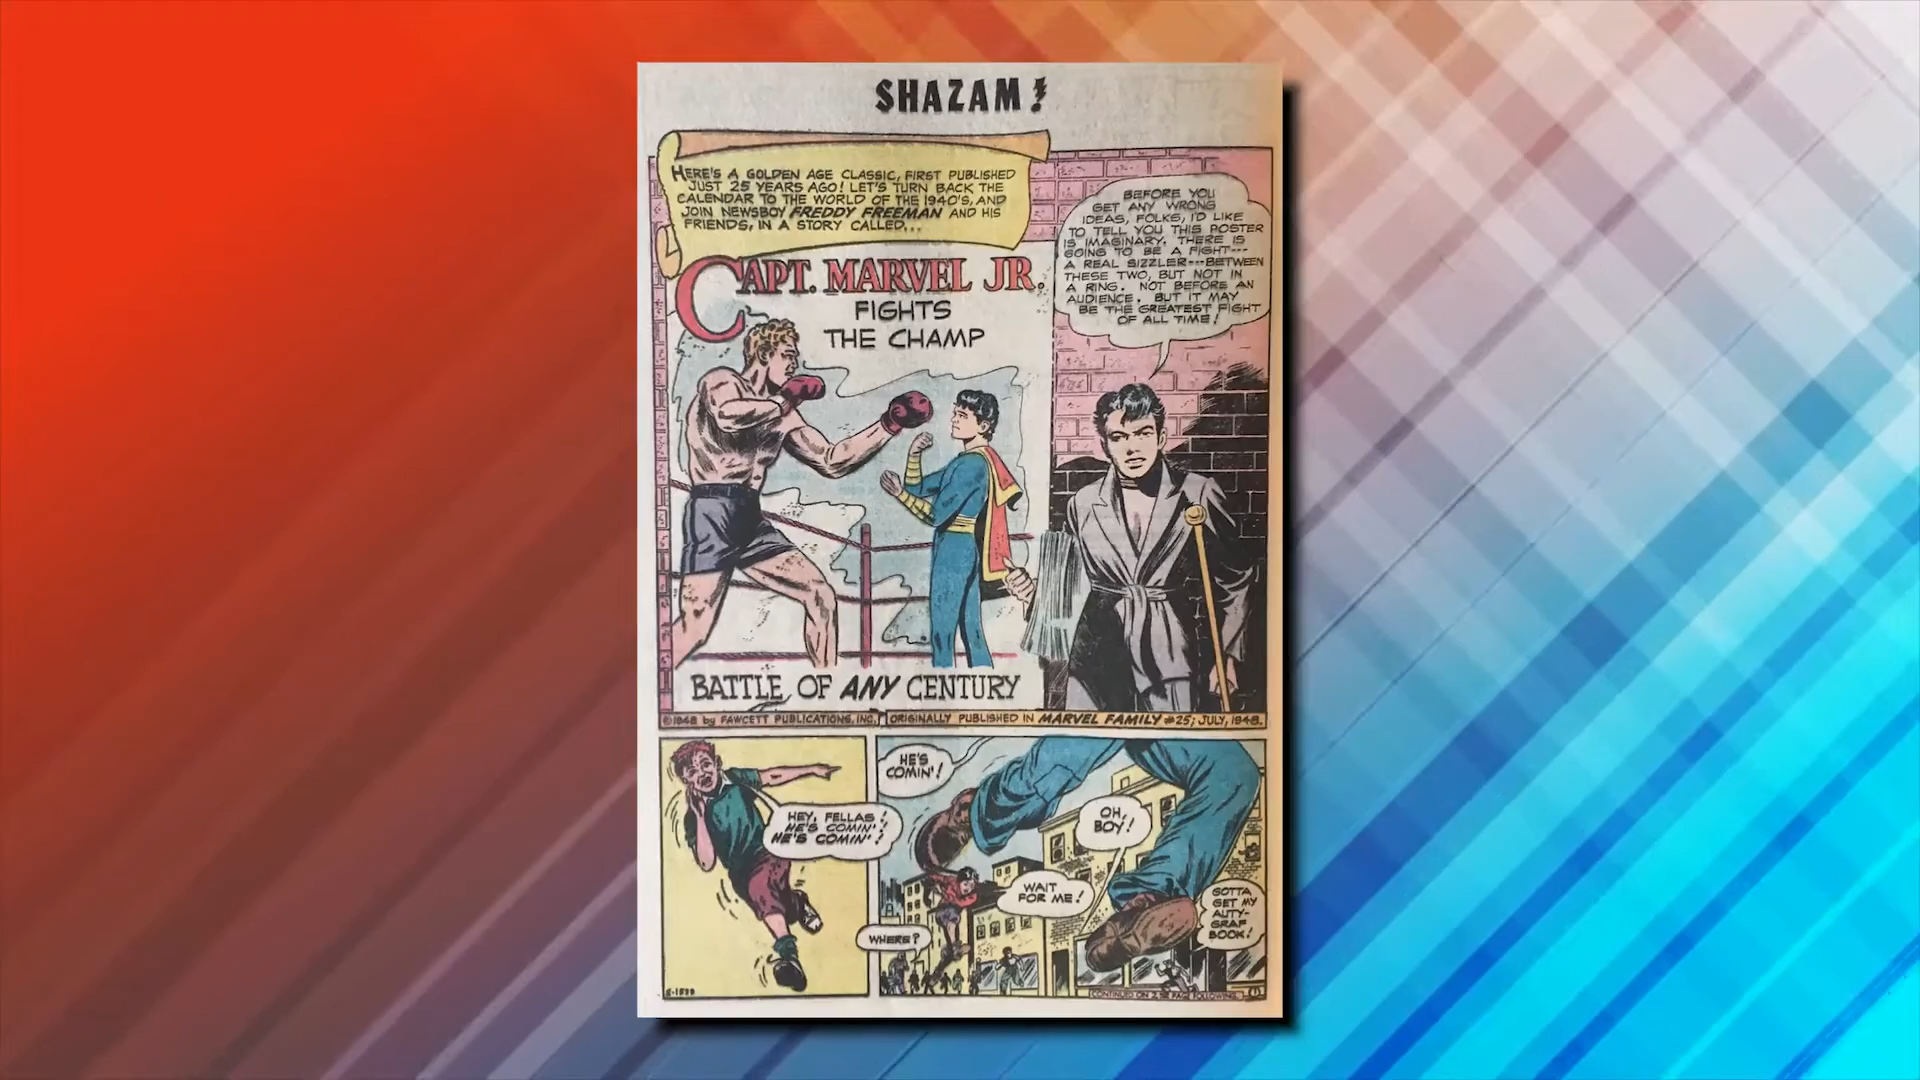 SHAZAM!
HERE'S A GOLDEN AGE CLASSIC, FIRST PUBLISHED
JUST 25 YEARS AGO! LET'S TURN BACK THE
CALENDAR TO THE WORLD OF THE 1940'S, AND
JOIN NEWSBOY FREDDY FREEMAN AND HIS
FRIENDS, IN A STORY CALLED...
CAPT. MARVEL JR.
FIGHTS
THE CHAMP
BEFORE YOU
GET ANY WRONG
IDEAS, FOLKS, I'D LIKE
TO TELL YOU THIS POSTER
IS IMAGINARY. THERE IS
GOING TO BE A FIGHT---
A REAL SIZZLER---BETWEEN
THESE TWO, BUT NOT IN
A RING. NOT BEFORE AN
AUDIENCE. BUT IT MAY
BE THE GREATEST FIGHT
OF ALL TIME!
BATTLE OF ANY CENTURY
©1948 by FAWCETT PUBLICATIONS, INC.
ORIGINALLY PUBLISHED IN MARVEL FAMILY #25; JULY, 1948.
HEY, FELLAS!
HE'S COMIN'!
HE'S COMIN'!
HE'S
COMIN'!
OH,
BOY!
WAIT
FOR ME!
WHERE?
GOTTA
GET MY
AUTY-
GRAF
BOOK!
CONTINUED ON 2ND PAGE FOLLOWING.
1